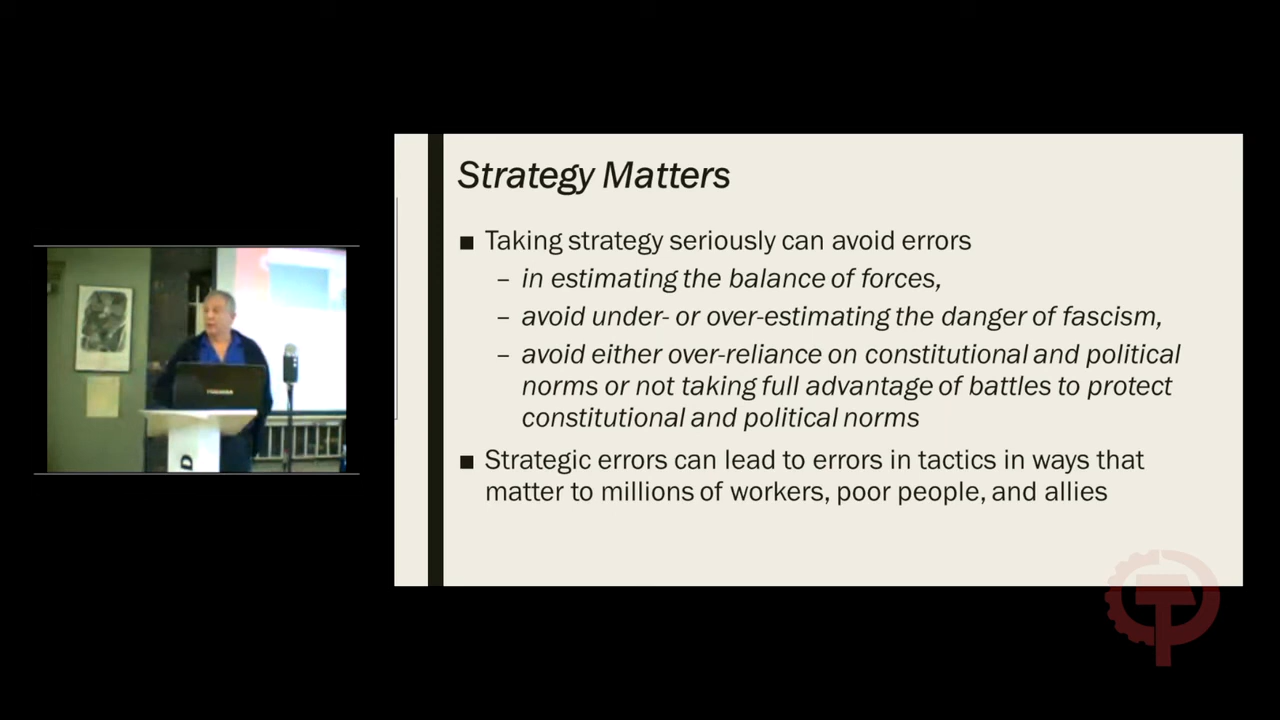 Strategy Matters
■ Taking strategy seriously can avoid errors
– in estimating the balance of forces,
– avoid under- or over-estimating the danger of fascism,
– avoid either over-reliance on constitutional and political
norms or not taking full advantage of battles to protect
constitutional and political norms
■ Strategic errors can lead to errors in tactics in ways that
matter to millions of workers, poor people, and allies
TOSHIBA
D